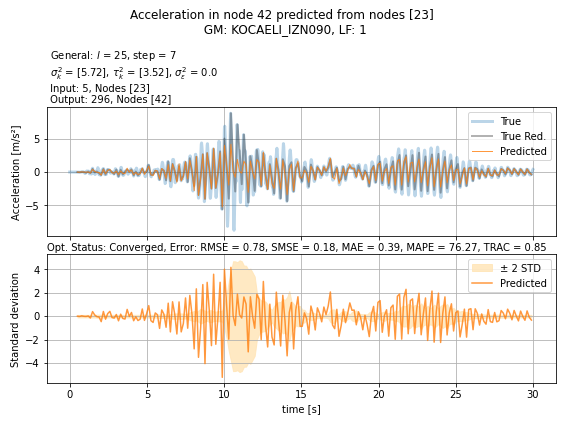 Acceleration in node 42 predicted from nodes [23]
GM: KOCAELI_IZN090, LF: 1
General: l = 25, step = 7
σ²ₖ = [5.72], τ²ₖ = [3.52], σ²ε = 0.0
Input: 5, Nodes [23]
Output: 296, Nodes [42]
Acceleration [m/s²]
5
0
−5
True
True Red.
Predicted
Opt. Status: Converged, Error: RMSE = 0.78, SMSE = 0.18, MAE = 0.39, MAPE = 76.27, TRAC = 0.85
Standard deviation
4
2
0
−2
−4
± 2 STD
Predicted
0 5 10 15 20 25 30
time [s]